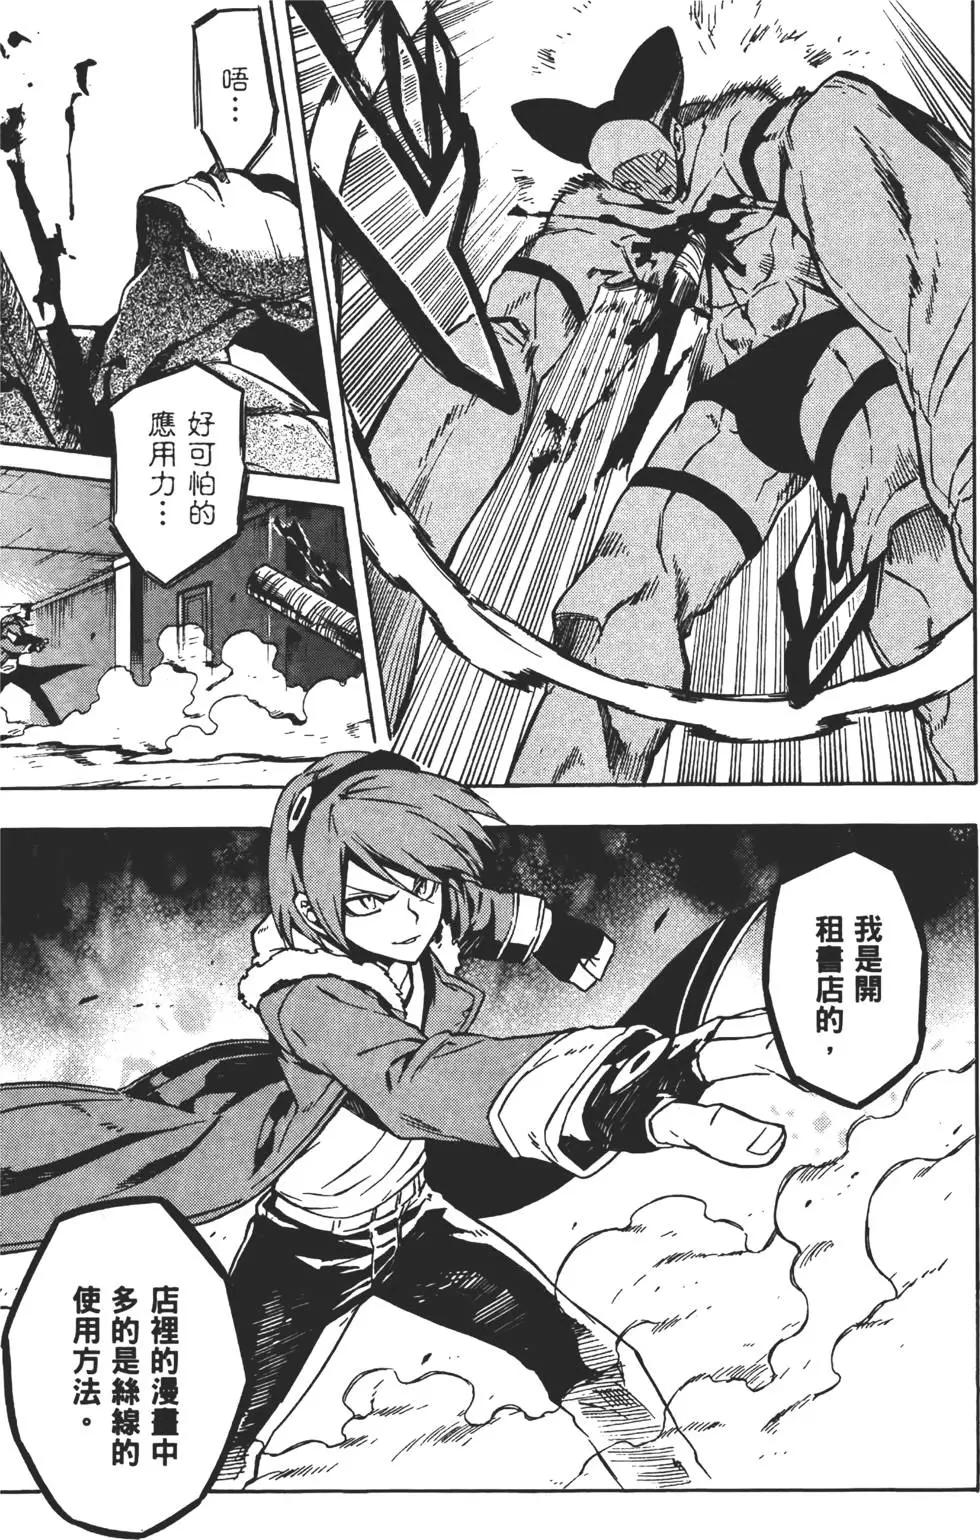 唔…
好可怕的
應用力…
我是開
租書店的，
店裡的漫畫中
多的是絲線的
使用方法。